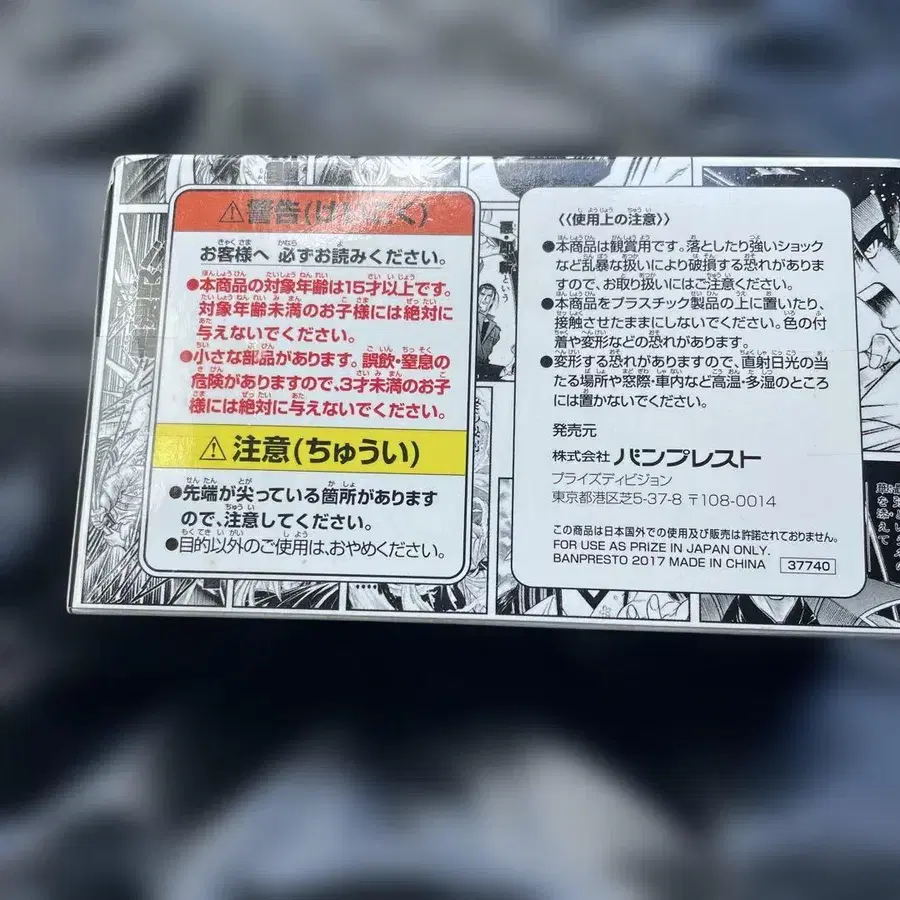 ⚠警告(けいこく)
お客様へ 必ずお読みください。
●本商品の対象年齢は15才以上です。
対象年齢未満のお子様には絶対に
与えないでください。
●小さな部品があります。誤飲・窒息の
危険がありますので、3才未満のお子
様には絶対に与えないでください。
⚠注意(ちゅうい)
●先端が尖っている箇所があります
ので、注意してください。
●目的以外のご使用は、おやめください。
《使用上の注意》
●本商品は観賞用です。落としたり強いショック
など乱暴な扱いにより破損する恐れがありま
すので、お取り扱いにはご注意ください。
●本商品をプラスチック製品の上に置いたり、
接触させたままにしないでください。色の付
着や変形などの恐れがあります。
●変形する恐れがありますので、直射日光の当
たる場所や窓際・車内など高温・多湿のところ
には置かないでください。
発売元
株式会社 バンプレスト
プライズディビジョン
東京都港区芝5-37-8 〒108-0014
この商品は日本国外での使用及び販売は許諾されておりません。
FOR USE AS PRIZE IN JAPAN ONLY.
BANPRESTO 2017 MADE IN CHINA 37740